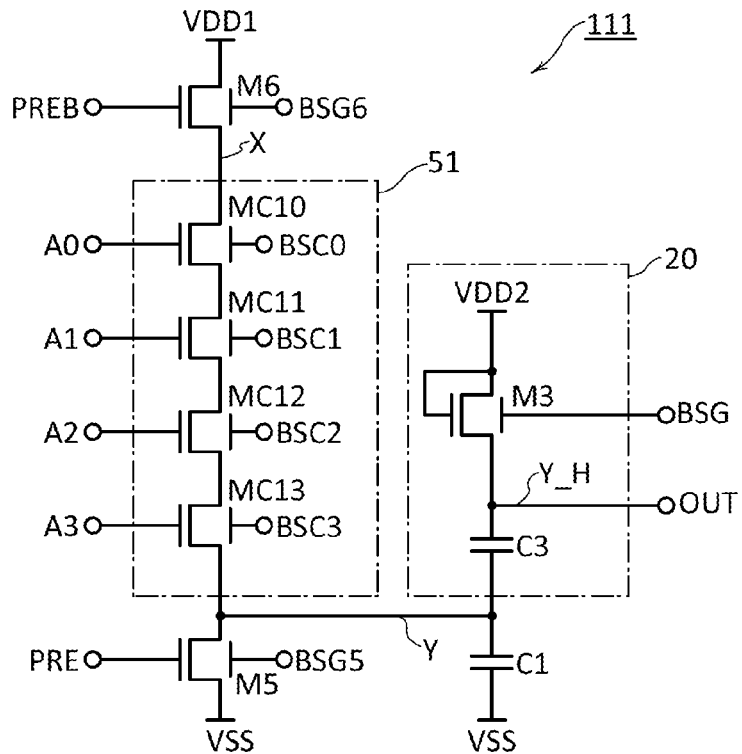 VDD1
111
PREB
M6
BSG6
X
51
MC10
A0
BSC0
20
MC11
VDD2
A1
BSC1
MC12
M3
BSG
A2
BSC2
MC13
Y_H
OUT
A3
BSC3
C3
Y
PRE
BSG5
C1
M5
VSS
VSS